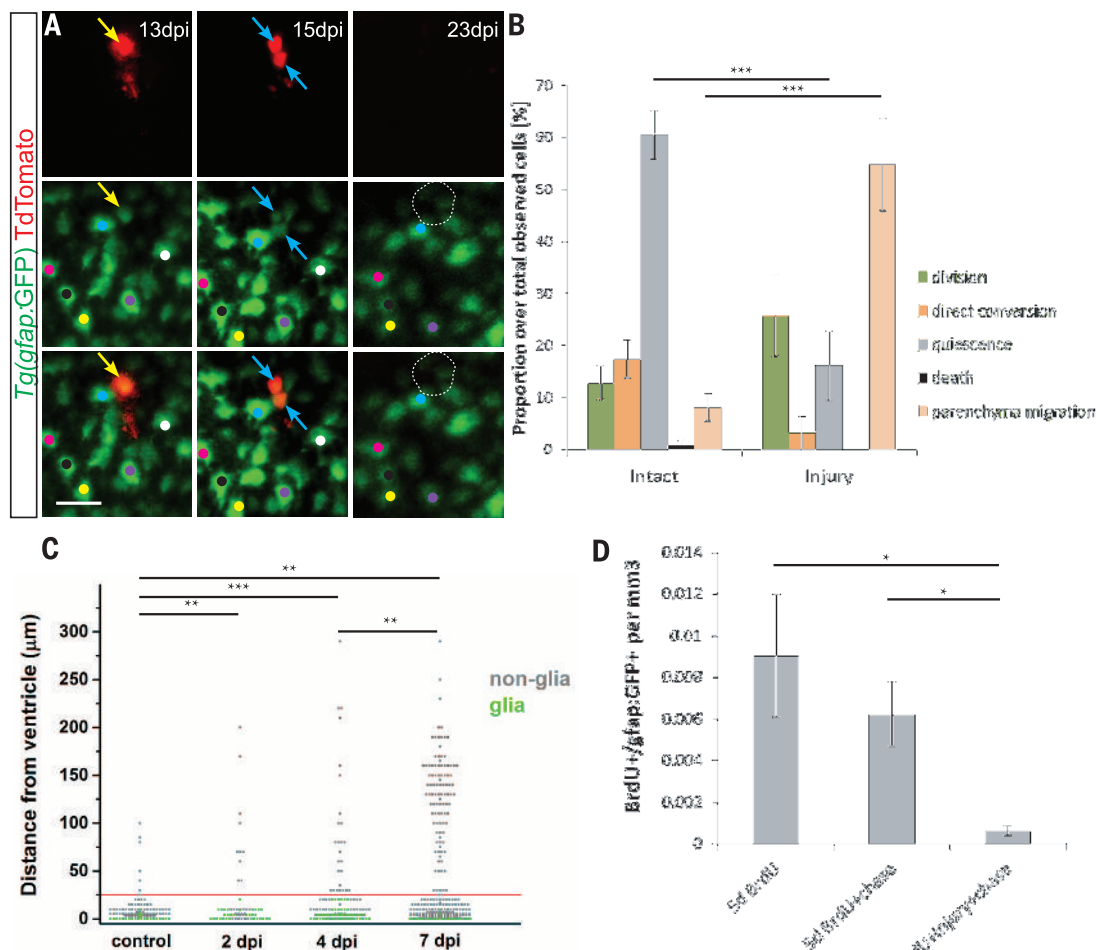 A
13dpi
15dpi
23dpi
Tg(gfap:GFP) TdTomato
B
Proportion over total observed cells [%]
70
60
50
40
30
20
10
0
***
***
Intact
Injury
division
direct conversion
quiescence
death
parenchyma migration
C
Distance from ventricle (μm)
300
250
200
150
100
50
0
**
***
**
**
non-glia
glia
control
2 dpi
4 dpi
7 dpi
D
BrdU+/gfap:GFP+ per mm3
0.014
0.012
0.01
0.008
0.006
0.004
0.002
0
*
*
5d BrdU
5d BrdU+chase